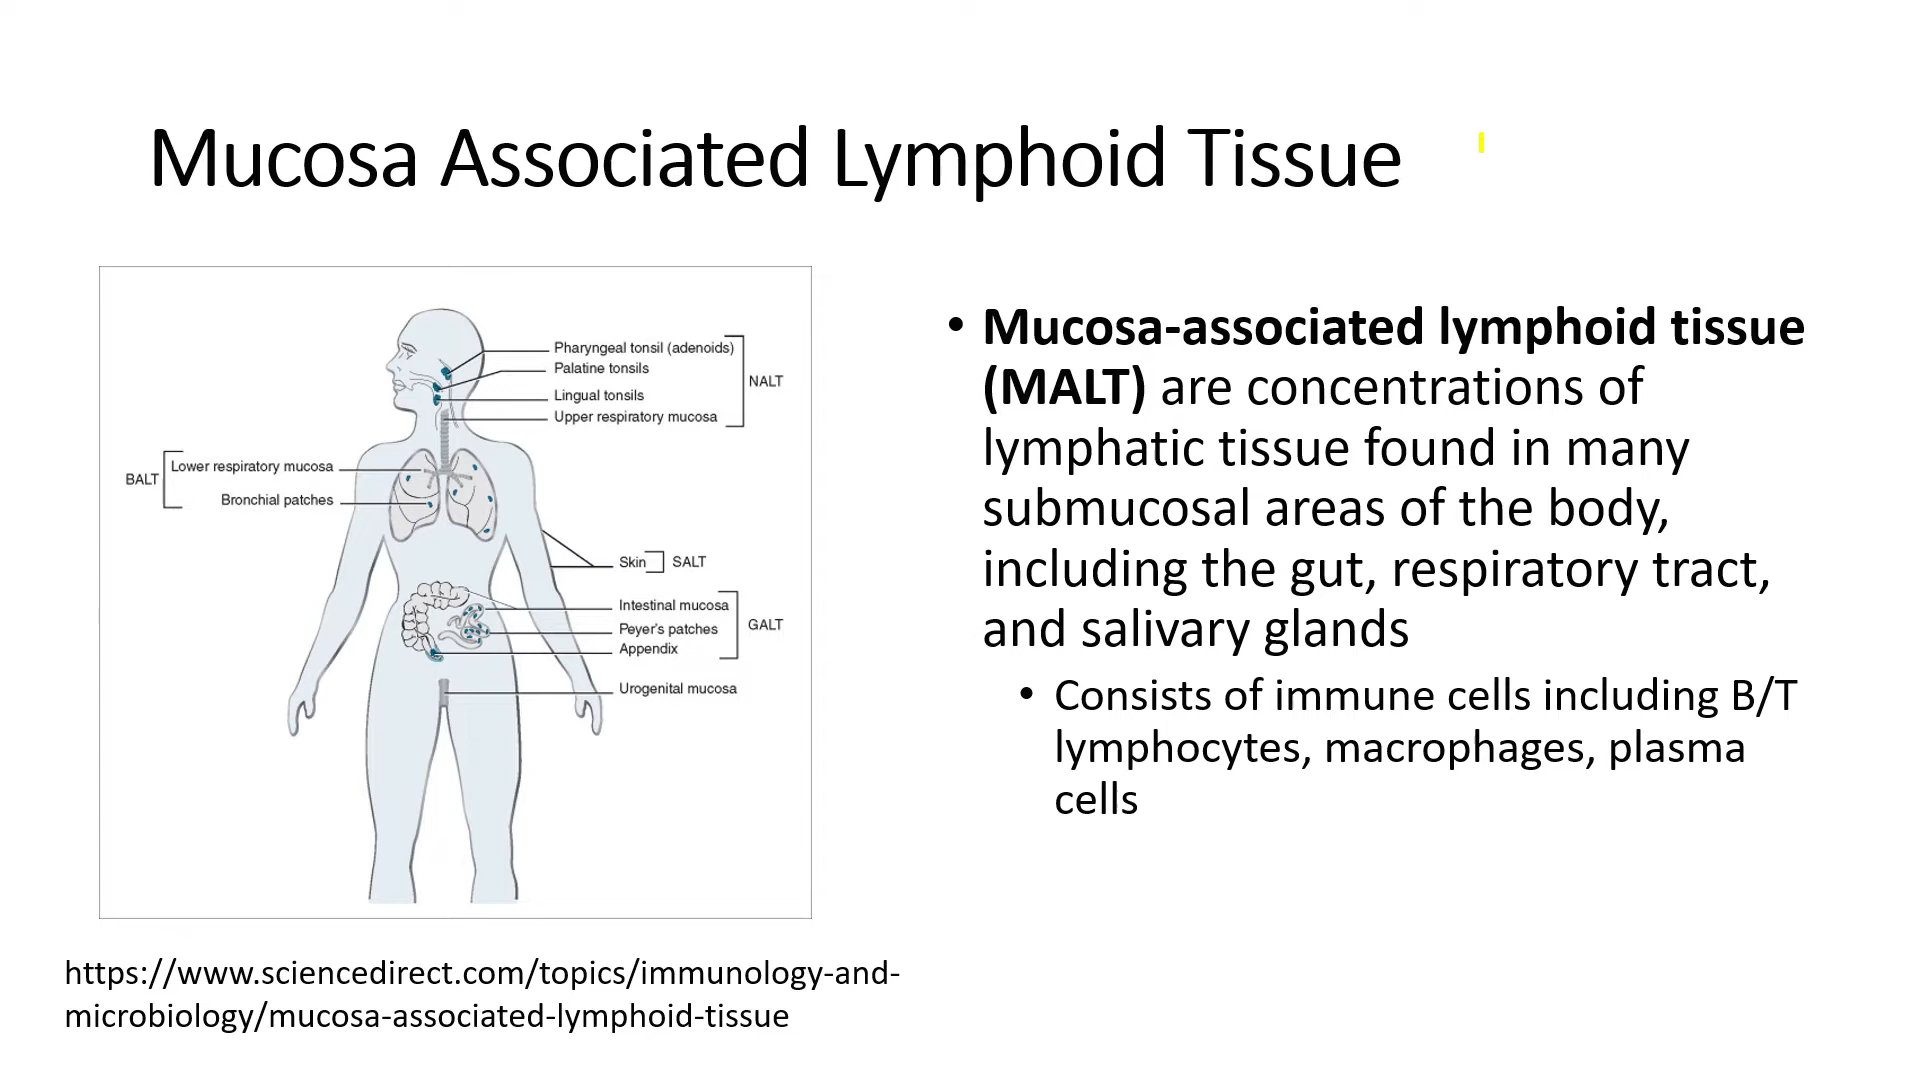 Mucosa Associated Lymphoid Tissue
Pharyngeal tonsil (adenoids)
Palatine tonsils
Lingual tonsils
Upper respiratory mucosa
NALT
BALT
Lower respiratory mucosa
Bronchial patches
Skin
SALT
Intestinal mucosa
Peyer's patches
Appendix
GALT
Urogenital mucosa
https://www.sciencedirect.com/topics/immunology-and-
microbiology/mucosa-associated-lymphoid-tissue
• Mucosa-associated lymphoid tissue
(MALT) are concentrations of
lymphatic tissue found in many
submucosal areas of the body,
including the gut, respiratory tract,
and salivary glands
• Consists of immune cells including B/T
lymphocytes, macrophages, plasma
cells